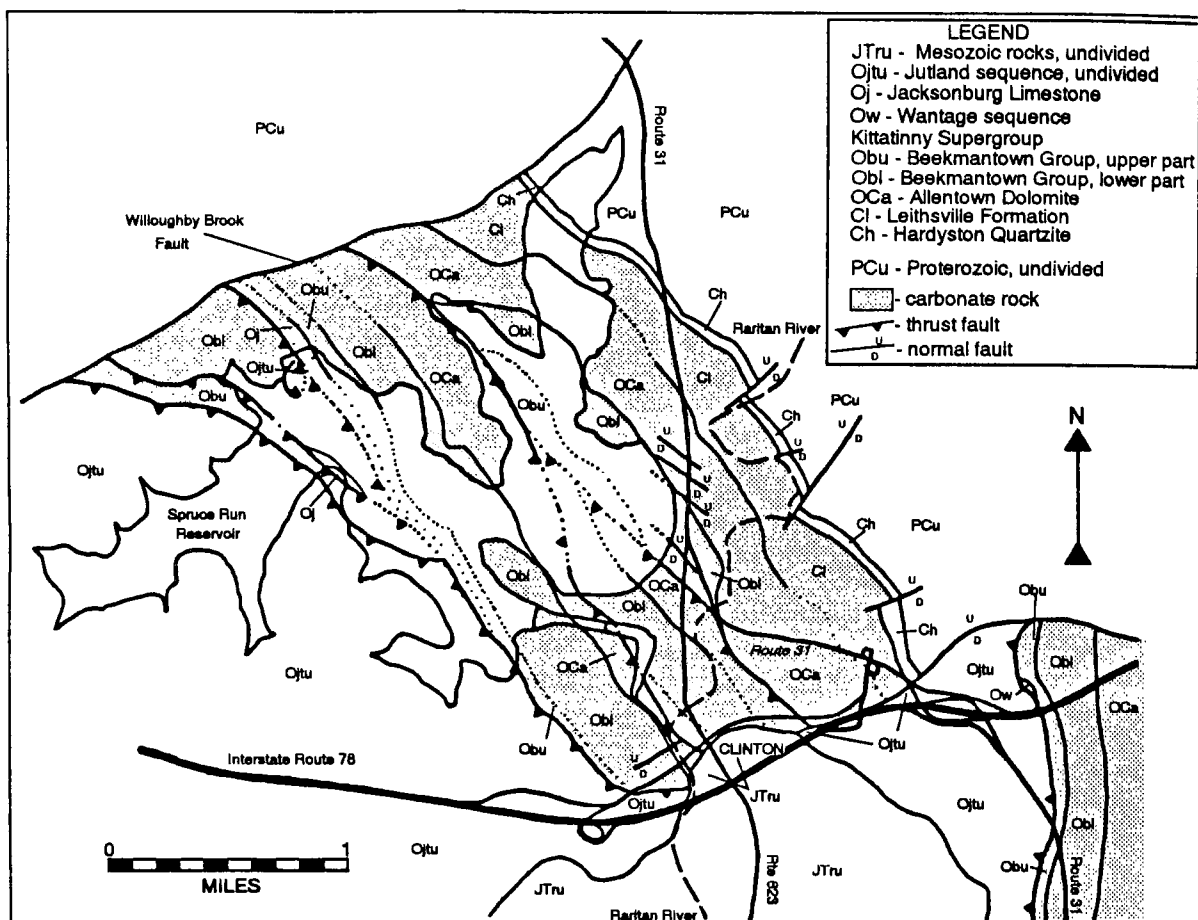 LEGEND
JTru - Mesozoic rocks, undivided
Ojtu - Jutland sequence, undivided
Oj - Jacksonburg Limestone
Ow - Wantage sequence
Kittatinny Supergroup
Obu - Beekmantown Group, upper part
Obl - Beekmantown Group, lower part
OCa - Allentown Dolomite
Cl - Leithsville Formation
Ch - Hardyston Quartzite
PCu - Proterozoic, undivided
- carbonate rock
- thrust fault
U
D
- normal fault
PCu
Route 31
Ch
PCu
PCu
Willoughby Brook
Fault
Cl
OCa
Obu
Ch
Raritan River
Obl
Oj
Obl
Obl
U
D
Ojtu
OCa
OCa
Cl
PCu
Obu
Obu
Ch
Obl
U
D
U
D
U
D
N
Ojtu
U
D
U
D
Spruce Run
Reservoir
Oj
Ch
PCu
U
D
Cl
Obl
OCa
Obl
U
D
Obu
Obl
Ch
U
D
Route 31
Ojtu
Obl
OCa
OCa
Ow
Ojtu
OCa
Obl
Obu
CLINTON
Ojtu
Interstate Route 78
U
D
JTru
Ojtu
Ojtu
Obl
0
1
MILES
Ojtu
JTru
Rte 623
JTru
Obu
Route 31
Raritan River